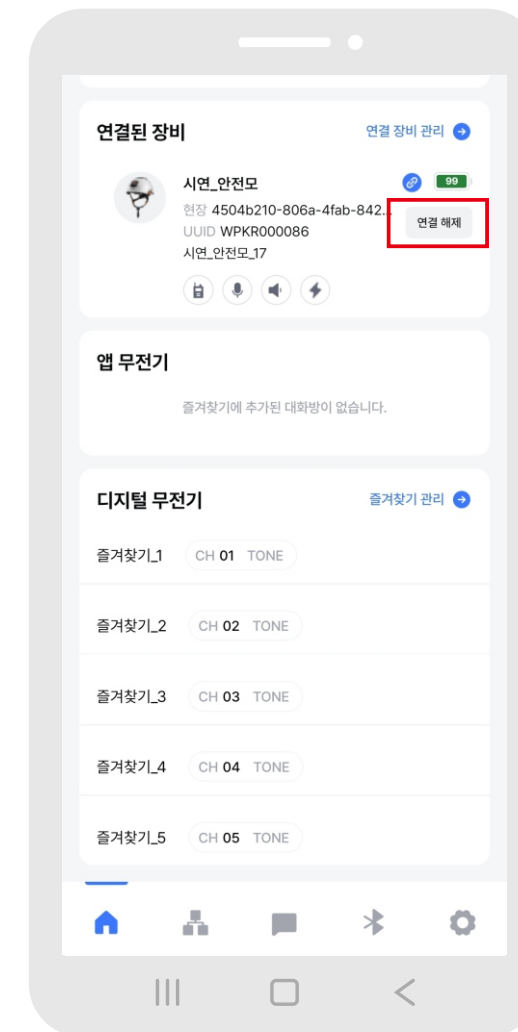 연결된 장비
연결 장비 관리
시연_안전모
99
현장 4504b210-806a-4fab-842...
연결 해제
UUID WPKR000086
시연_안전모_17
앱 무전기
즐겨찾기에 추가된 대화방이 없습니다.
디지털 무전기
즐겨찾기 관리
즐겨찾기_1 CH 01 TONE
즐겨찾기_2 CH 02 TONE
즐겨찾기_3 CH 03 TONE
즐겨찾기_4 CH 04 TONE
즐겨찾기_5 CH 05 TONE